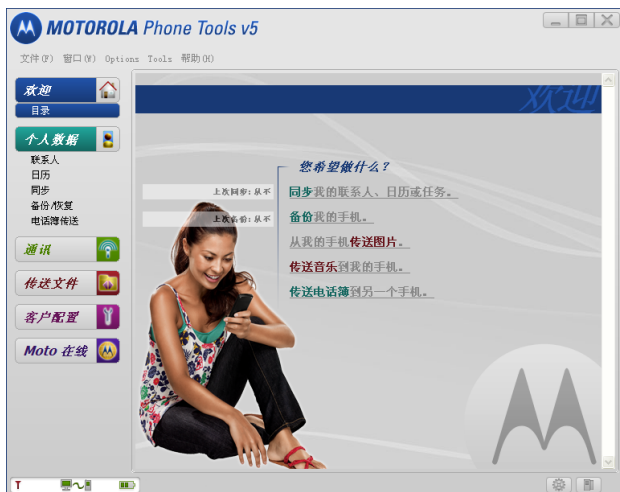 MOTOROLA Phone Tools v5
文件(F) 窗口(W) Options Tools 帮助(H)
欢迎
目录
个人数据
联系人
日历
同步
备份/恢复
电话簿传送
通讯
传送文件
客户配置
Moto 在线
欢迎
您希望做什么？
上次同步: 从不
同步我的联系人、日历或任务。
上次备份: 从不
备份我的手机。
从我的手机传送图片。
传送音乐到我的手机。
传送电话簿到另一个手机。
T